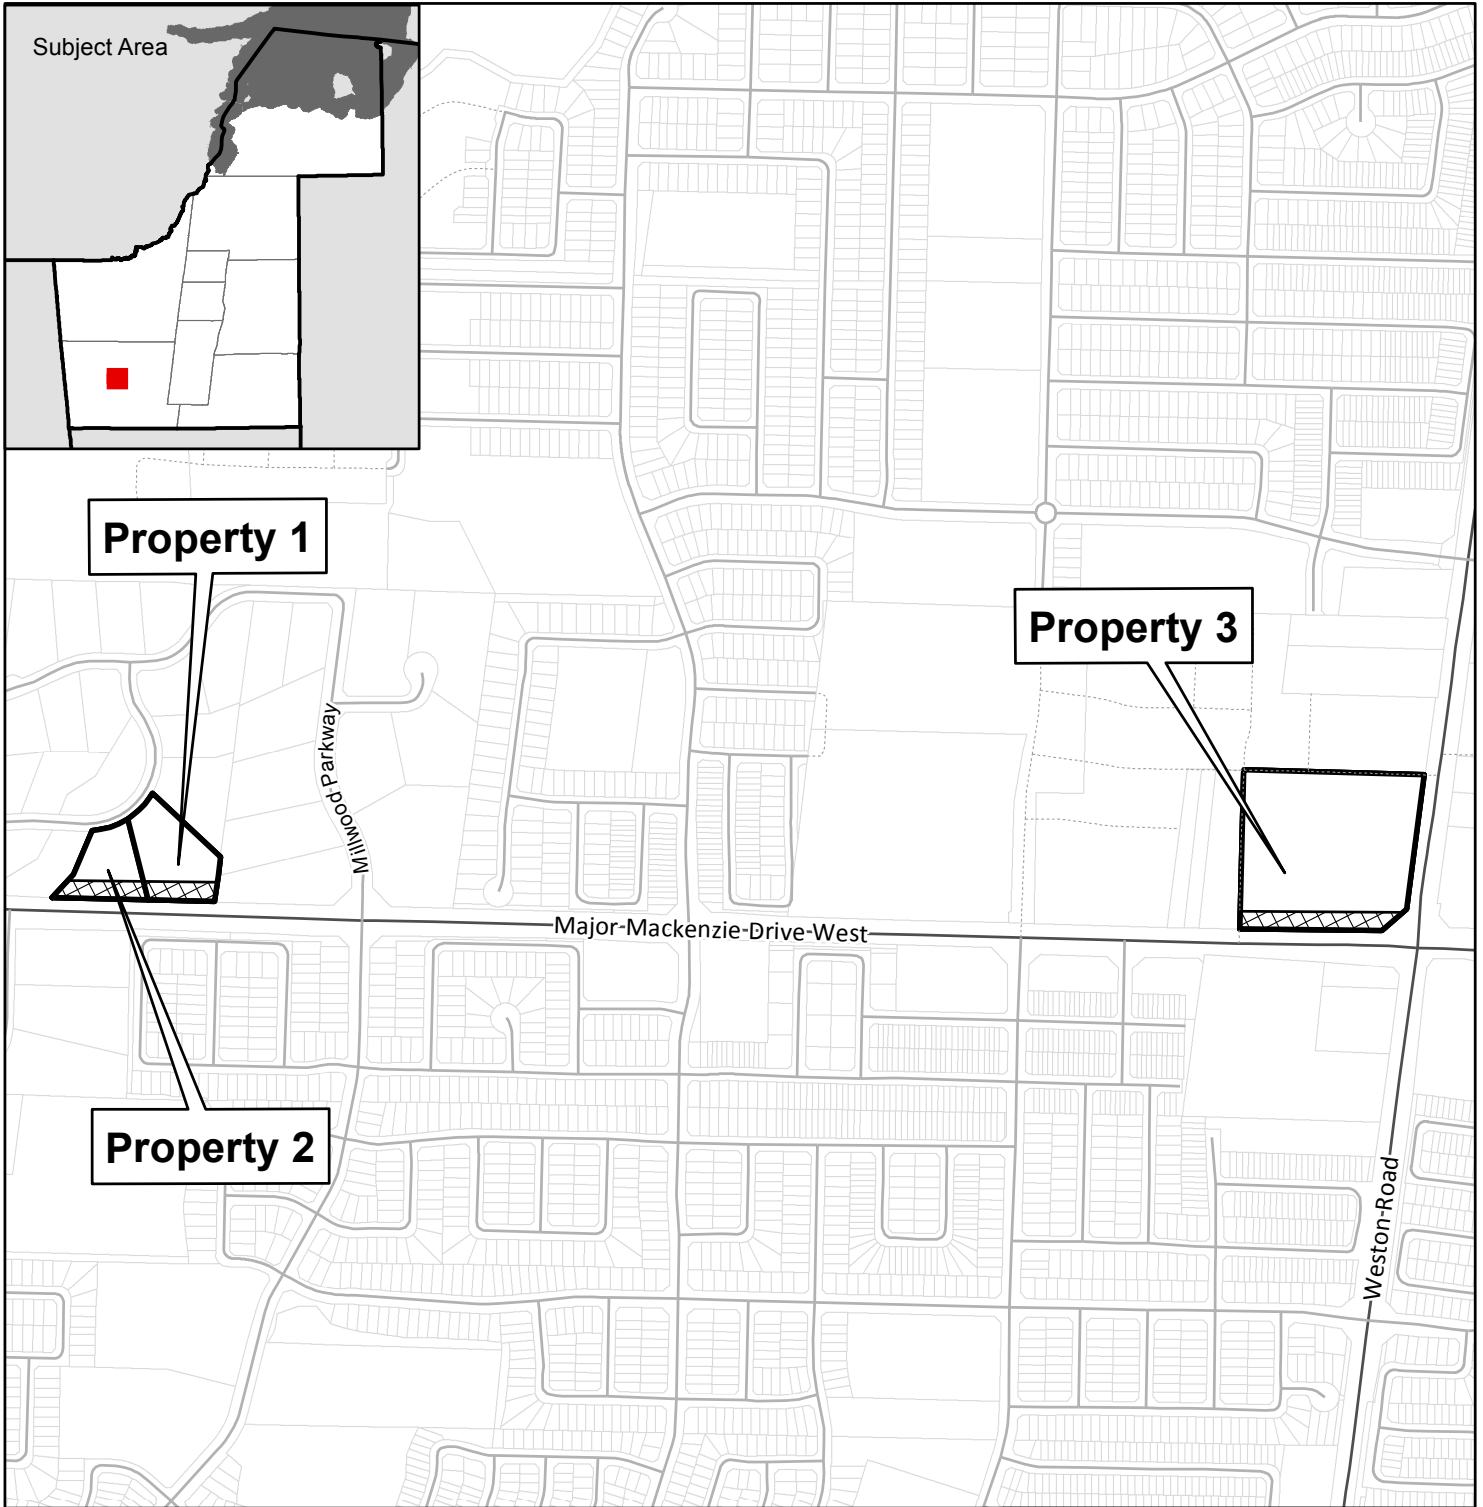 Subject Area
Property 1
Property 3
Millwood-Parkway
Major-Mackenzie-Drive-West
Property 2
Weston-Road